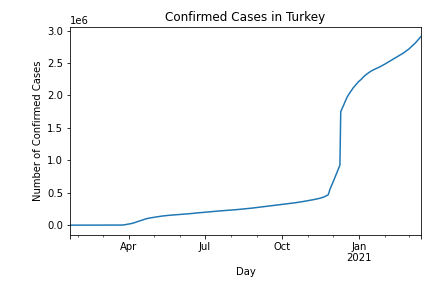 Confirmed Cases in Turkey
1e6
3.0
2.5
2.0
1.5
1.0
0.5
0.0
Number of Confirmed Cases
Apr
Jul
Oct
Jan
2021
Day